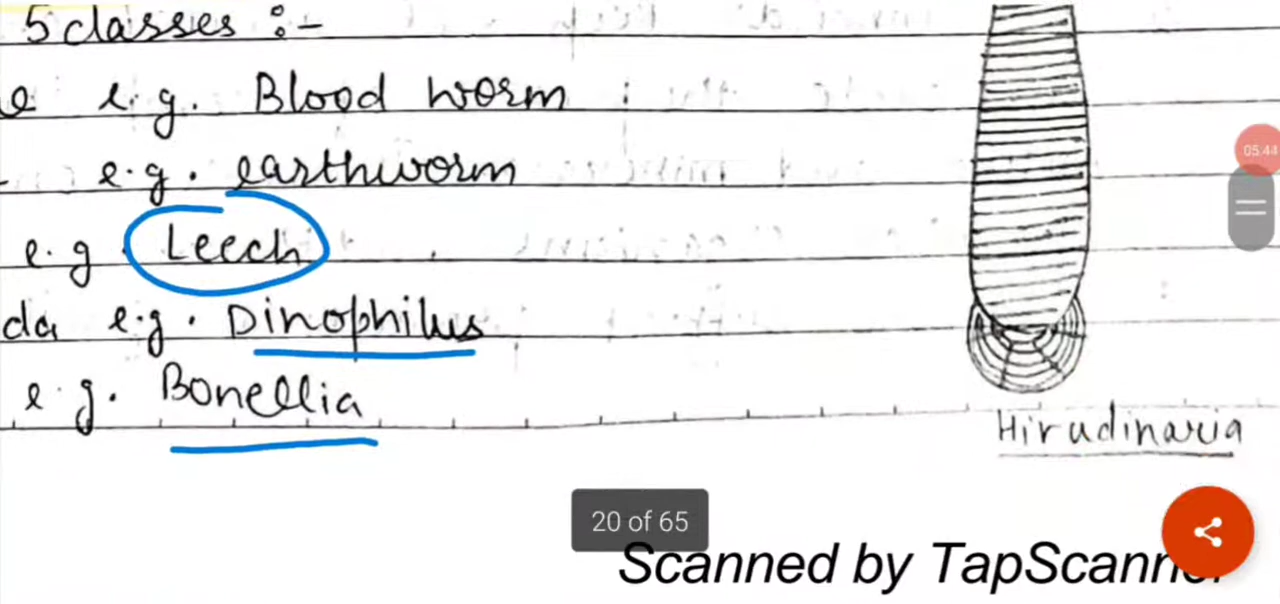 5 classes :-
e e.g. Blood worm
e.g. earthworm
e.g. Leech
da e.g. Dinophilus
e.g. Bonellia
Hirudinaria
05:44
20 of 65
Scanned by TapScanner